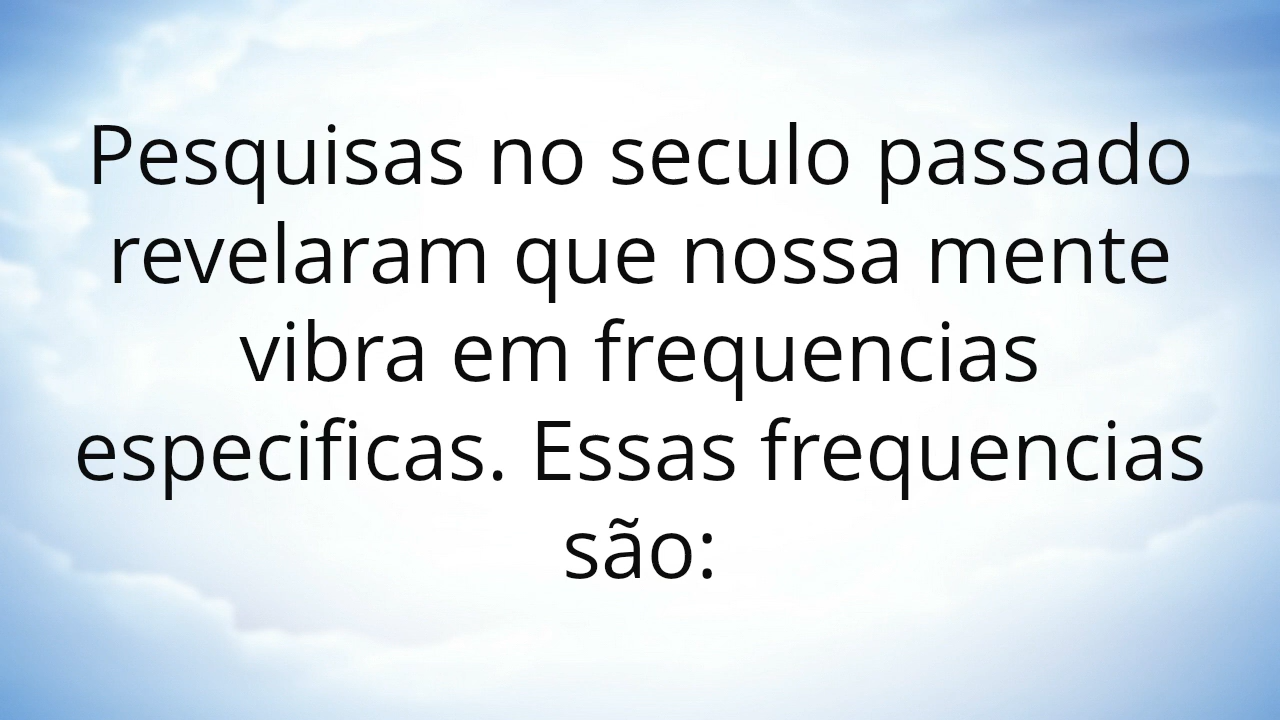 Pesquisas no seculo passado
revelaram que nossa mente
vibra em frequencias
especificas. Essas frequencias
são: